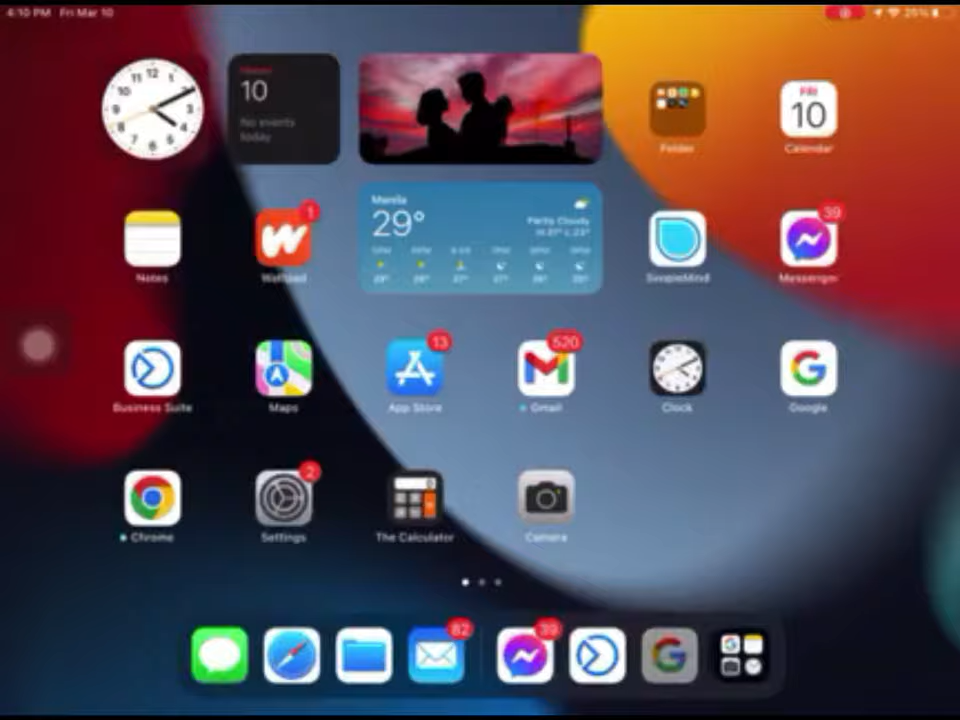 4:10 PM Fri Mar 10
25%
10
No events
today
Folder
FRI
10
Calendar
Notes
1
Wattpad
Manila
29°
Partly Cloudy
SimpleMind
39
Messenger
Business Suite
Maps
13
App Store
520
Gmail
Clock
Google
Chrome
2
Settings
The Calculator
Camera
82
39